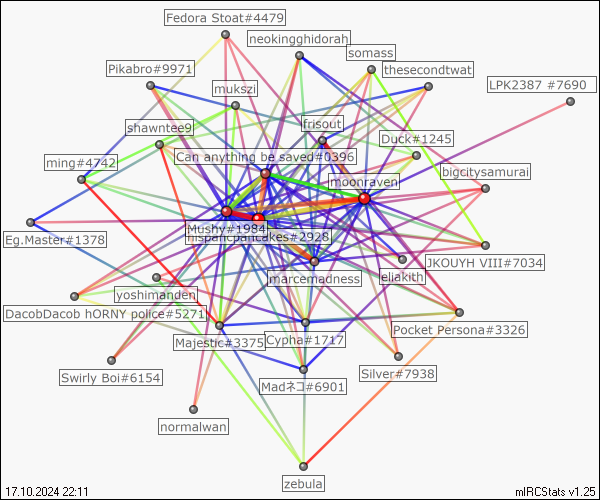 Fedora Stoat#4479
neokingghidorah
somass
Pikabro#9971
thesecondtwat
mukszi
LPK2387 #7690
frisout
shawntee9
Duck#1245
Can anything be saved#0396
ming#4742
bigcitysamurai
moonraven
Mushy#1984
hispanicpancakes#2928
Eg.Master#1378
JKOUYH VIII#7034
marcemadness
eliakith
yoshimanden
DacobDacob hORNY police#5271
Pocket Persona#3326
Majestic#3375
Cypha#1717
Swirly Boi#6154
Silver#7938
Madネコ#6901
normalwan
zebula
17.10.2024 22:11
mIRCStats v1.25